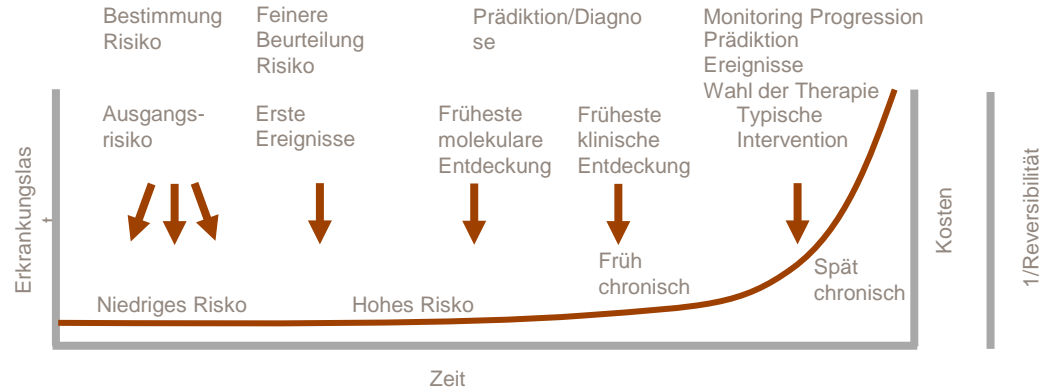 Bestimmung
Risiko
Feinere
Beurteilung
Risiko
Prädiktion/Diagno
se
Monitoring Progression
Prädiktion
Ereignisse
Wahl der Therapie
Ausgangs-
risiko
Erste
Ereignisse
Früheste
molekulare
Entdeckung
Früheste
klinische
Entdeckung
Typische
Intervention
Erkrankungslas
Niedriges Risiko
Hohes Risko
Früh
chronisch
Spät
chronisch
Kosten
1/Reversibilität
Zeit